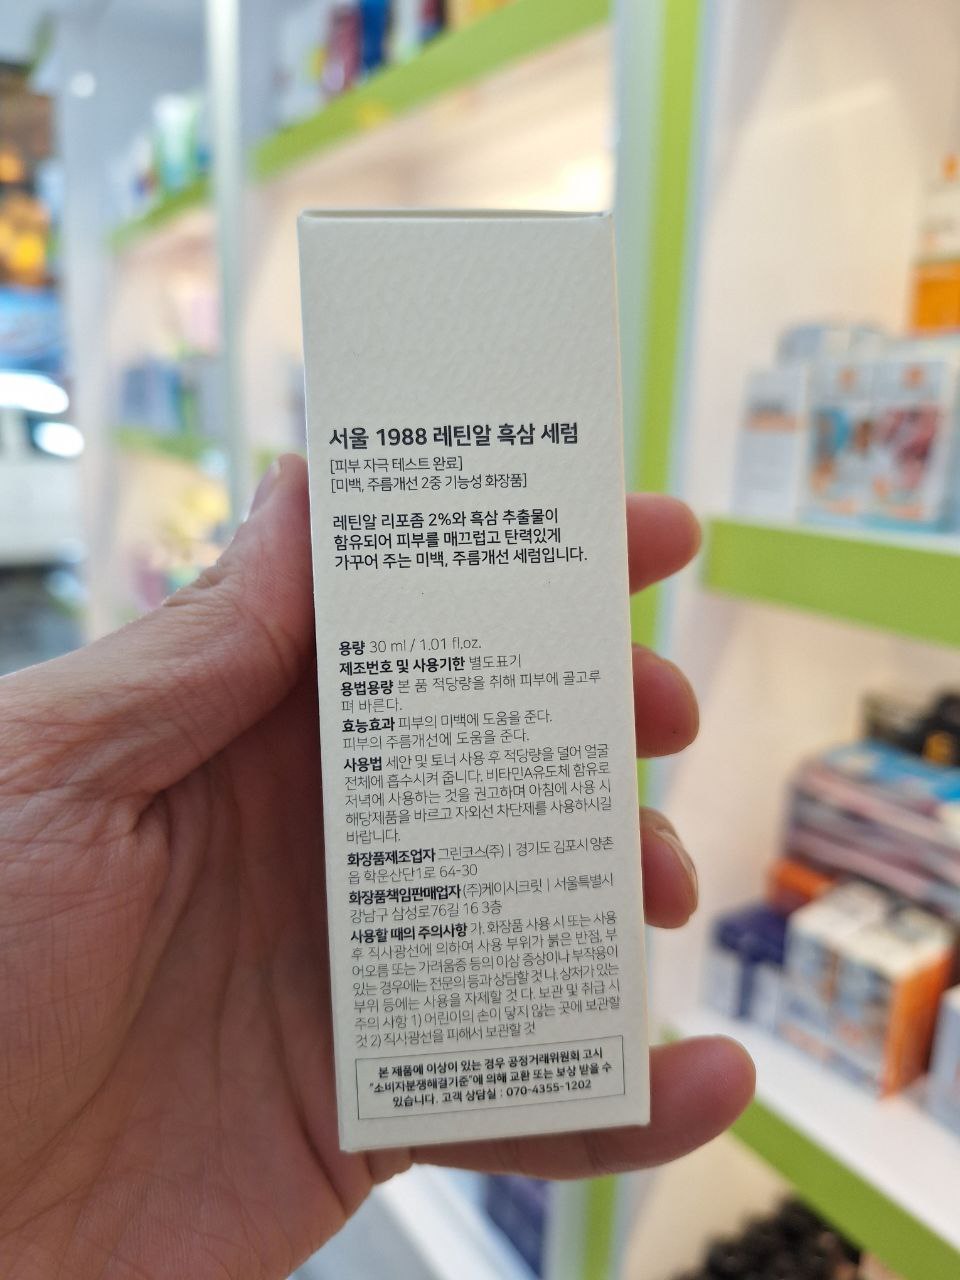 서울 1988 레틴알 흑삼 세럼
[피부 자극 테스트 완료]
[미백, 주름개선 2중 기능성 화장품]
레틴알 리포좀 2%와 흑삼 추출물이
함유되어 피부를 매끄럽고 탄력있게
가꾸어 주는 미백, 주름개선 세럼입니다.
용량 30 ml / 1.01 fl.oz.
제조번호 및 사용기한 별도표기
용법용량 본 품 적당량을 취해 피부에 골고루
펴 바른다.
효능효과 피부의 미백에 도움을 준다.
피부의 주름개선에 도움을 준다.
사용법 세안 및 토너 사용 후 적당량을 덜어 얼굴
전체에 흡수시켜 줍니다. 비타민A유도체 함유로
저녁에 사용하는 것을 권고하며 아침에 사용 시
해당제품을 바르고 자외선 차단제를 사용하시길
바랍니다.
화장품제조업자 그린코스(주) | 경기도 김포시 양촌
읍 학운산단1로 64-30
화장품책임판매업자 (주)케이시크릿 | 서울특별시
강남구 삼성로76길 16 3층
사용할 때의 주의사항 가. 화장품 사용 시 또는 사용
후 직사광선에 의하여 사용 부위가 붉은 반점, 부
어오름 또는 가려움증 등의 이상 증상이나 부작용이
있는 경우에는 전문의 등과 상담할 것 나. 상처가 있는
부위 등에는 사용을 자제할 것 다. 보관 및 취급 시
주의 사항 1) 어린이의 손이 닿지 않는 곳에 보관할
것 2) 직사광선을 피해서 보관할 것
본 제품에 이상이 있는 경우 공정거래위원회 고시
"소비자분쟁해결기준"에 의해 교환 또는 보상 받을 수
있습니다. 고객 상담실 : 070-4355-1202